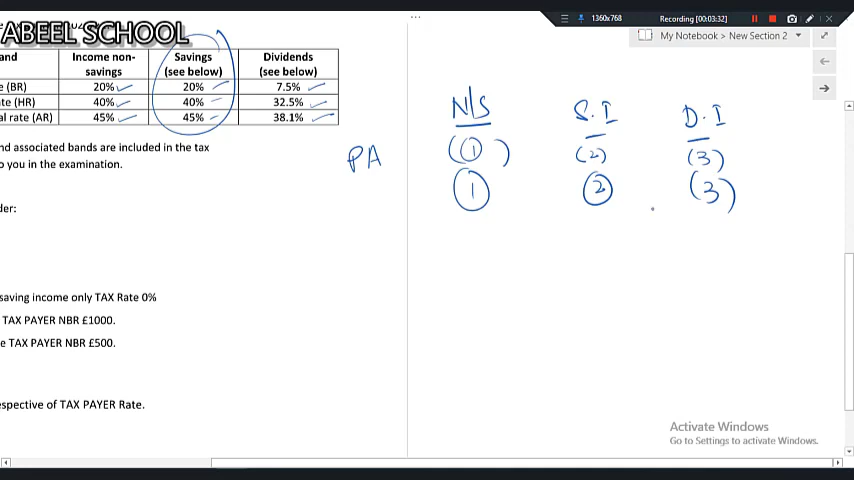 ABEEL SCHOOL
1360x768
Recording [00:03:32]
My Notebook > New Section 2
and Income non-savings Savings (see below) Dividends (see below)
e (BR) 20% 20% 7.5%
te (HR) 40% 40% 32.5%
al rate (AR) 45% 45% 38.1%
nd associated bands are included in the tax
to you in the examination.
der:
saving income only TAX Rate 0%
TAX PAYER NBR £1000.
e TAX PAYER NBR £500.
espective of TAX PAYER Rate.
N/S S.I D.I
PA (1) (2) (3)
1 2 (3)
Activate Windows
Go to Settings to activate Windows.